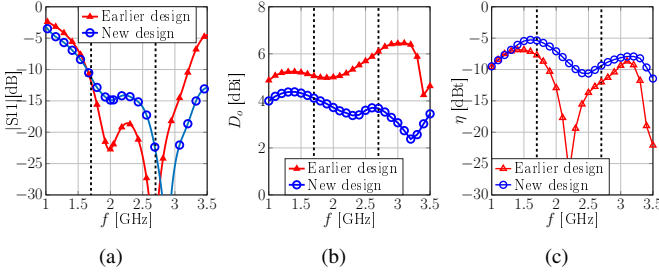 0
−5
−10
−15
−20
−25
−30
|S11|[dB]
Earlier design
New design
1 1.5 2 2.5 3 3.5
f [GHz]
(a)
8
6
4
2
0
D_o [dBi]
Earlier design
New design
1 1.5 2 2.5 3 3.5
f [GHz]
(b)
0
−5
−10
−15
−20
−25
−30
η [dBt]
Earlier design
New design
1 1.5 2 2.5 3 3.5
f [GHz]
(c)